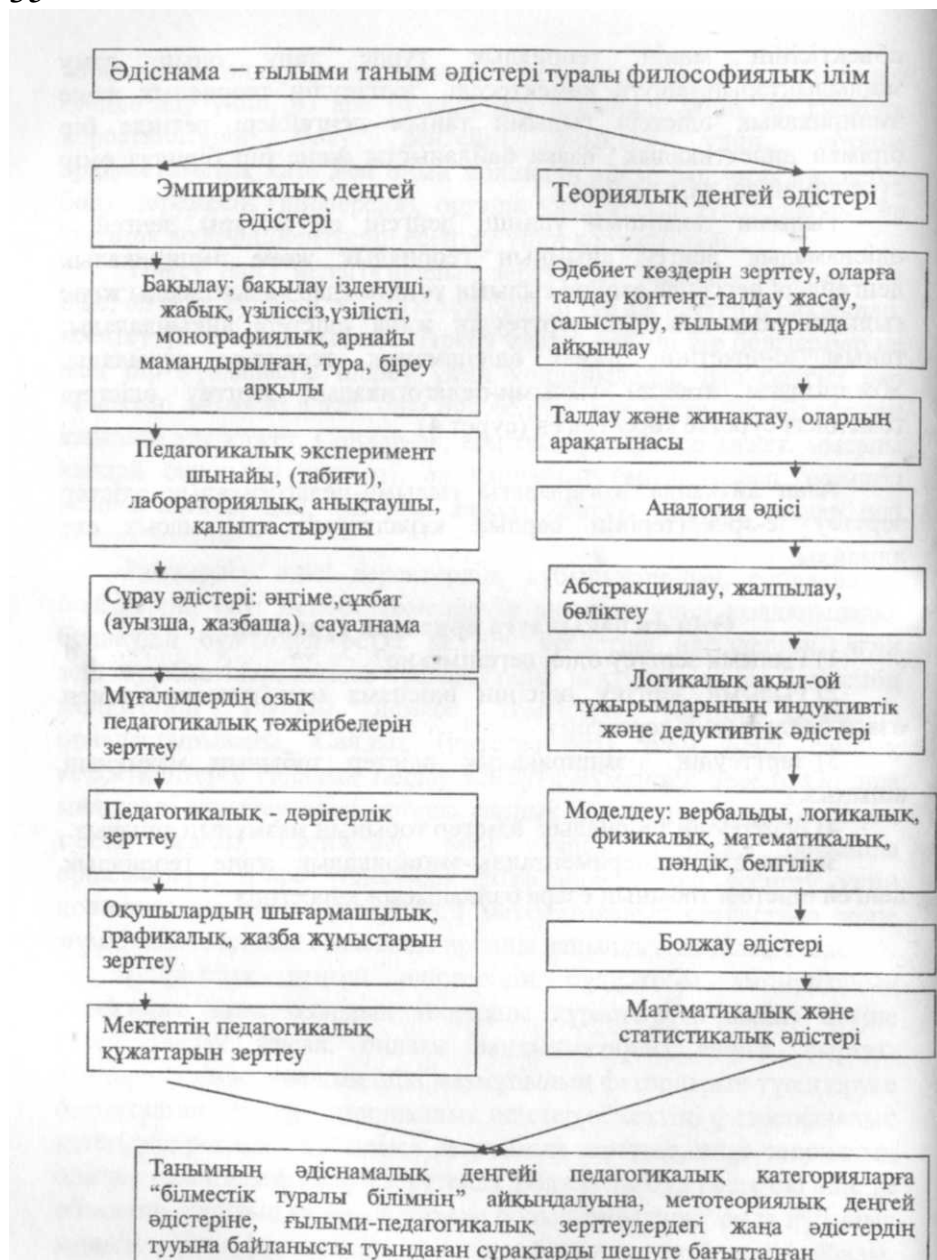 Әдіснама – ғылыми таным әдістері туралы философиялық ілім
Эмпирикалық деңгей
әдістері
Бақылау; бақылау ізденуші,
жабық, үзіліссіз,үзілісті,
монографиялық, арнайы
мамандырылған, тура, біреу
арқылы
Педагогикалық эксперимент
шынайы, (табиғи),
лабораториялық, анықтаушы,
қалыптастырушы
Сұрау әдістері: әңгіме,сұкбат
(ауызша, жазбаша), сауалнама
Мұғалімдердің озық
педагогикалық тәжірибелерін
зерттеу
Педагогикалық - дәрігерлік
зерттеу
Оқушылардың шығармашылық,
графикалық, жазба жұмыстарын
зерттеу
Мектептің педагогикалық
құжаттарын зерттеу
Теориялық деңгей әдістері
Әдебиет көздерін зерттеу, оларға
талдау контент-талдау жасау,
салыстыру, ғылыми тұрғыда
айқындау
Талдау және жинақтау, олардың
арақатынасы
Аналогия әдісі
Абстракциялау, жалпылау,
бөліктеу
Логикалық ақыл-ой
тұжырымдарының индуктивтік
және дедуктивтік әдістері
Моделдеу: вербальды, логикалық,
физикалық, математикалық,
пәндік, белгілік
Болжау әдістері
Математикалық және
статистикалық әдістері
Танымның әдіснамалық деңгейі педагогикалық категорияларға
“білместік туралы білімнің” айқындалуына, метотеориялық деңгей
әдістеріне, ғылыми-педагогикалық зерттеулердегі жаңа әдістердің
тууына байланысты туындаған сұрақтарды шешуге бағытталған